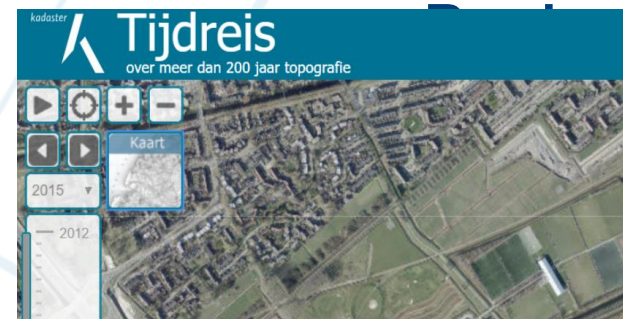 kadaster
Tijdreis
over meer dan 200 jaar topografie
Kaart
2015
2012